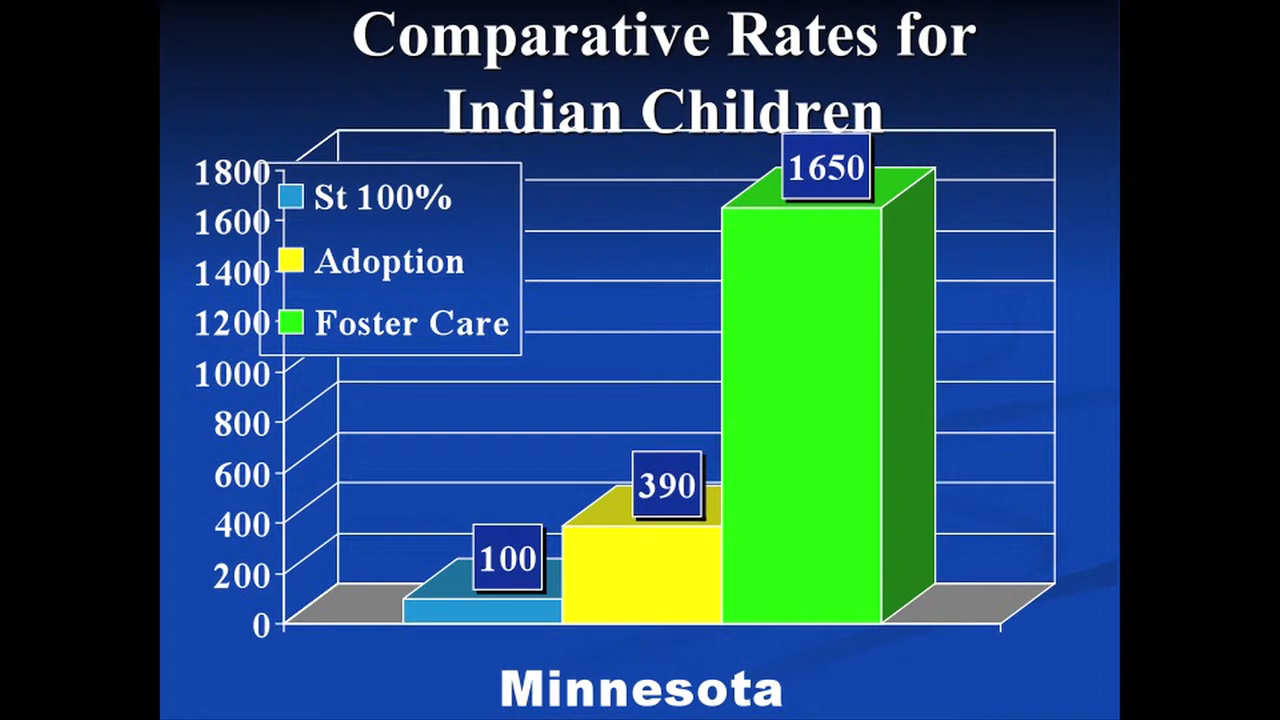 Comparative Rates for
Indian Children
1800
1600
1400
1200
1000
800
600
400
200
0
St 100%
Adoption
Foster Care
100
390
1650
Minnesota